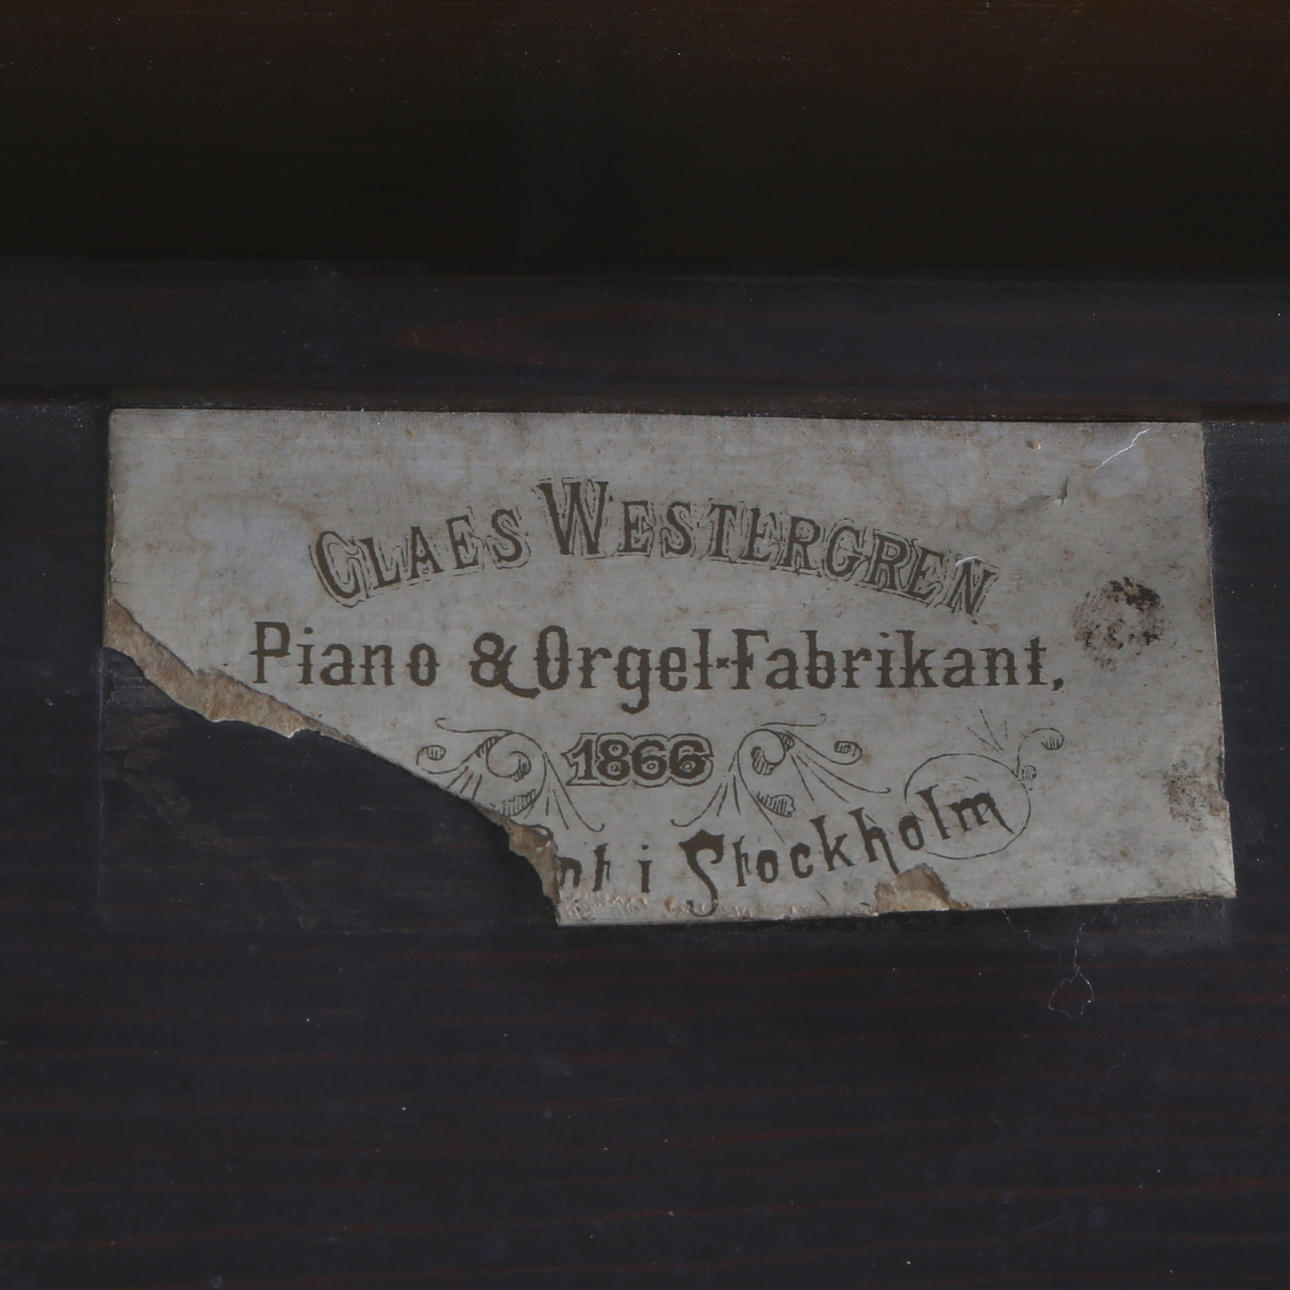 CLAES WESTERGREN
Piano & Orgel-Fabrikant,
1866
i Stockholm